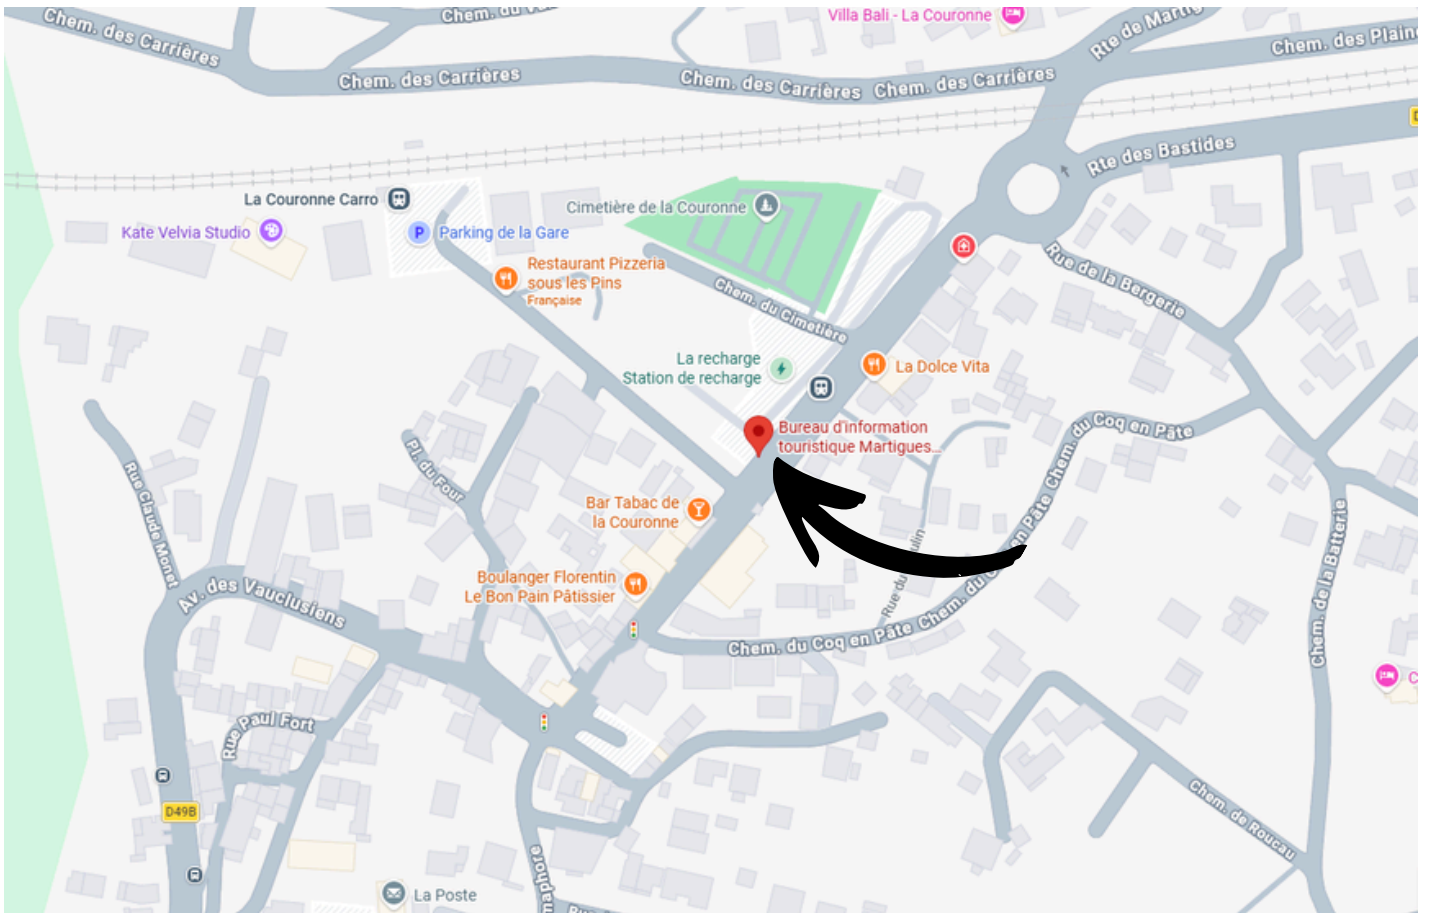 Chem. des Carrières
Villa Bali - La Couronne
Rte de
Chem. des
Chem. des Carrières
Chem. des Carrières
Chem. des Carrières
Rte des Bastides
La Couronne Carro
Cimetière de la Couronne
Kate Velvia Studio
P
Parking de la Gare
Restaurant Pizzeria
sous les Pins
Française
Rue de la Bergerie
Chem. du Cimetière
La recharge
Station de recharge
La Dolce Vita
Bureau d'information
touristique Martigues...
Chem. du Coq en Pâte
Pl. du Four
Rue Claude Monet
Bar Tabac de
la Couronne
Chem. de la Batterie
Boulanger Florentin
Le Bon Pain Pâtissier
Av. des Vauclusiens
Rue du
Chem. du Coq en Pâte
Chem. du
en Pâte
Rue Paul Fort
D49B
Chem. de Roucau
La Poste